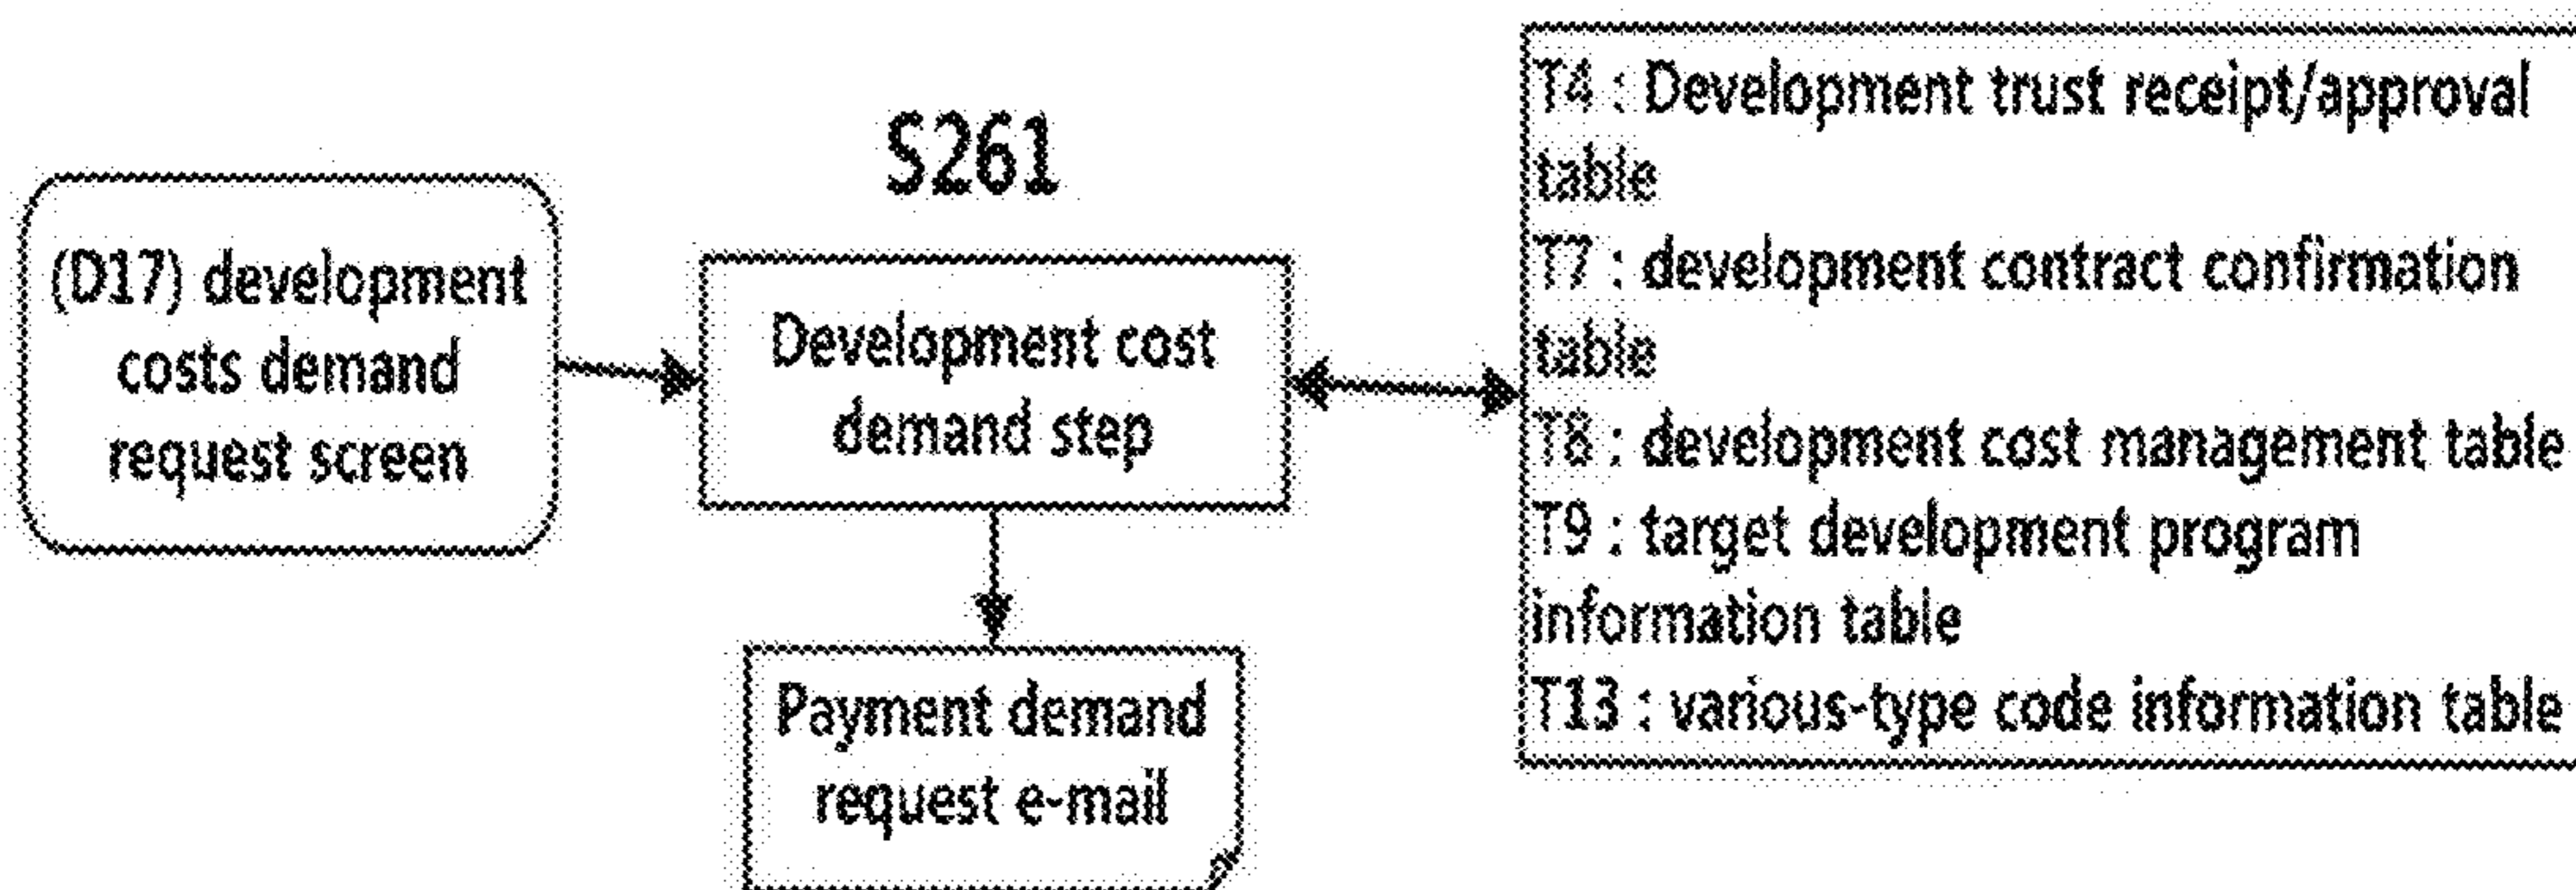 S261
(D17) development
costs demand
request screen
Development cost
demand step
Payment demand
request e-mail
T4 : Development trust receipt/approval
table
T7 : development contract confirmation
table
T8 : development cost management table
T9 : target development program
information table
T13 : various-type code information table